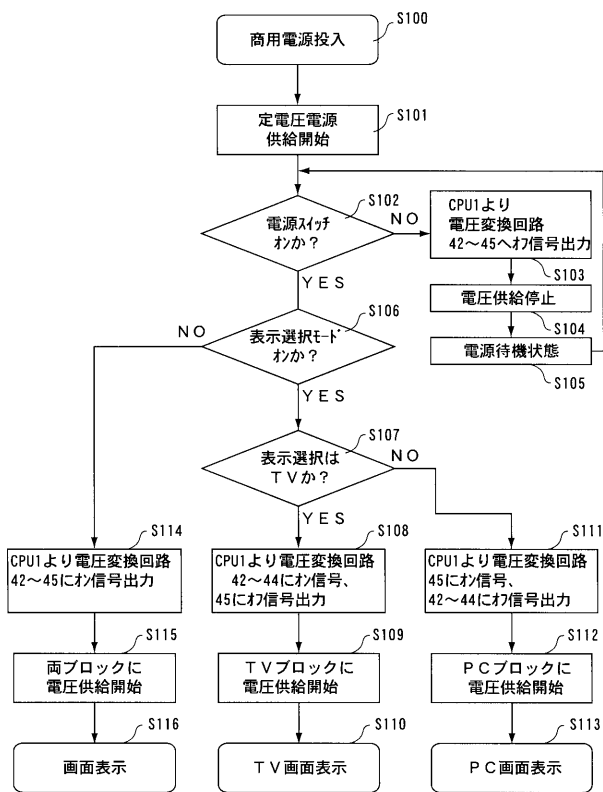 商用電源投入
S100
定電圧電源
供給開始
S101
電源スイッチ
オンか？
S102
NO
YES
CPU1より
電圧変換回路
42～45へオフ信号出力
S103
電圧供給停止
S104
電源待機状態
S105
表示選択モード
オンか？
S106
NO
YES
表示選択は
TVか？
S107
NO
YES
S114
CPU1より電圧変換回路
42～45にオン信号出力
S108
CPU1より電圧変換回路
42～44にオン信号、
45にオフ信号出力
S111
CPU1より電圧変換回路
45にオン信号、
42～44にオフ信号出力
S115
両ブロックに
電圧供給開始
S109
TVブロックに
電圧供給開始
S112
PCブロックに
電圧供給開始
S116
画面表示
S110
TV画面表示
S113
PC画面表示